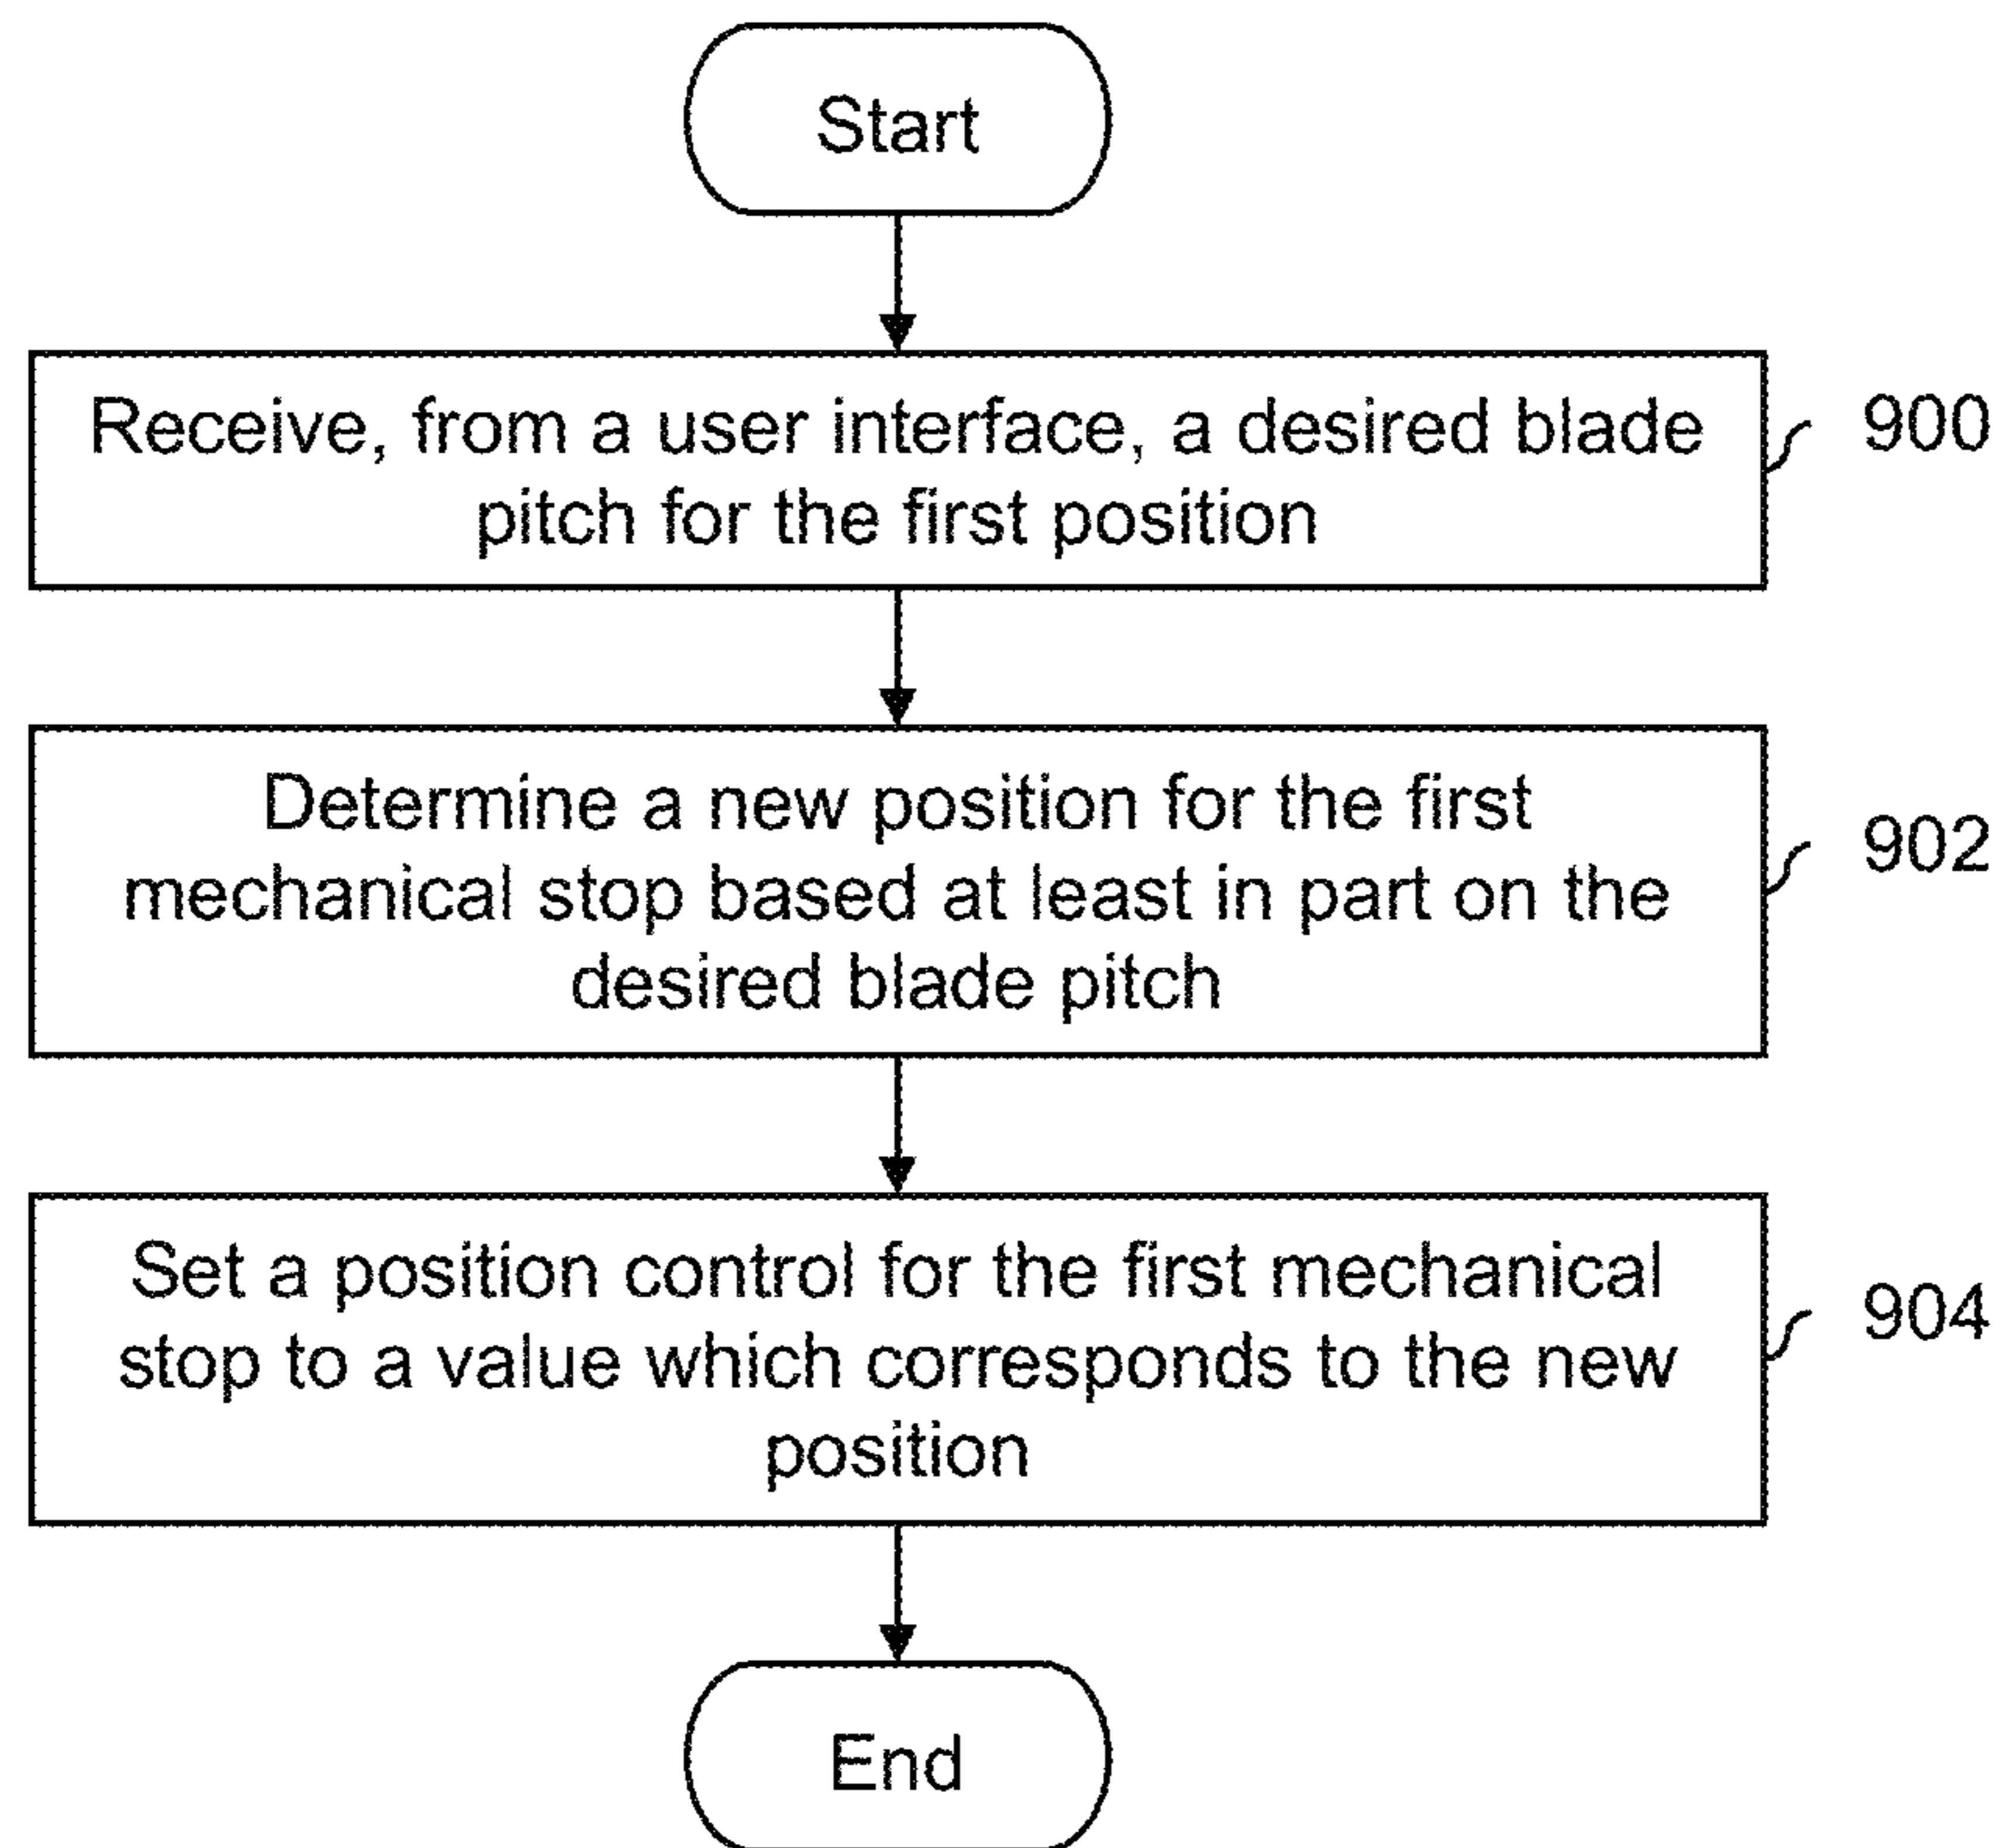 Start
Receive, from a user interface, a desired blade
pitch for the first position
900
Determine a new position for the first
mechanical stop based at least in part on the
desired blade pitch
902
Set a position control for the first mechanical
stop to a value which corresponds to the new
position
904
End